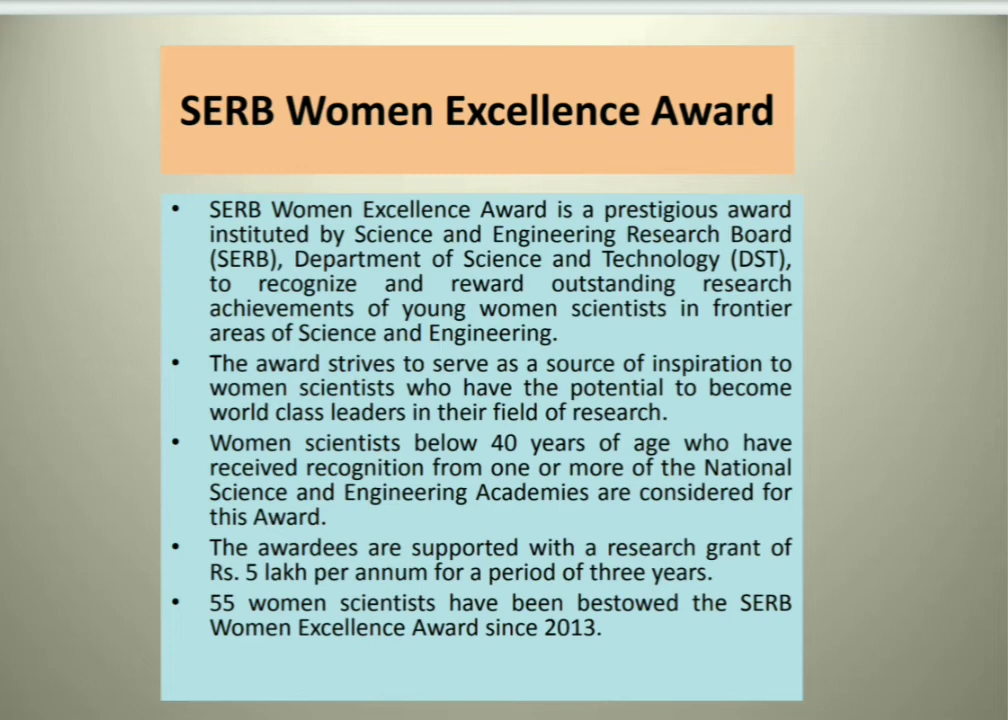 SERB Women Excellence Award
• SERB Women Excellence Award is a prestigious award
instituted by Science and Engineering Research Board
(SERB), Department of Science and Technology (DST),
to recognize and reward outstanding research
achievements of young women scientists in frontier
areas of Science and Engineering.
• The award strives to serve as a source of inspiration to
women scientists who have the potential to become
world class leaders in their field of research.
• Women scientists below 40 years of age who have
received recognition from one or more of the National
Science and Engineering Academies are considered for
this Award.
• The awardees are supported with a research grant of
Rs. 5 lakh per annum for a period of three years.
• 55 women scientists have been bestowed the SERB
Women Excellence Award since 2013.